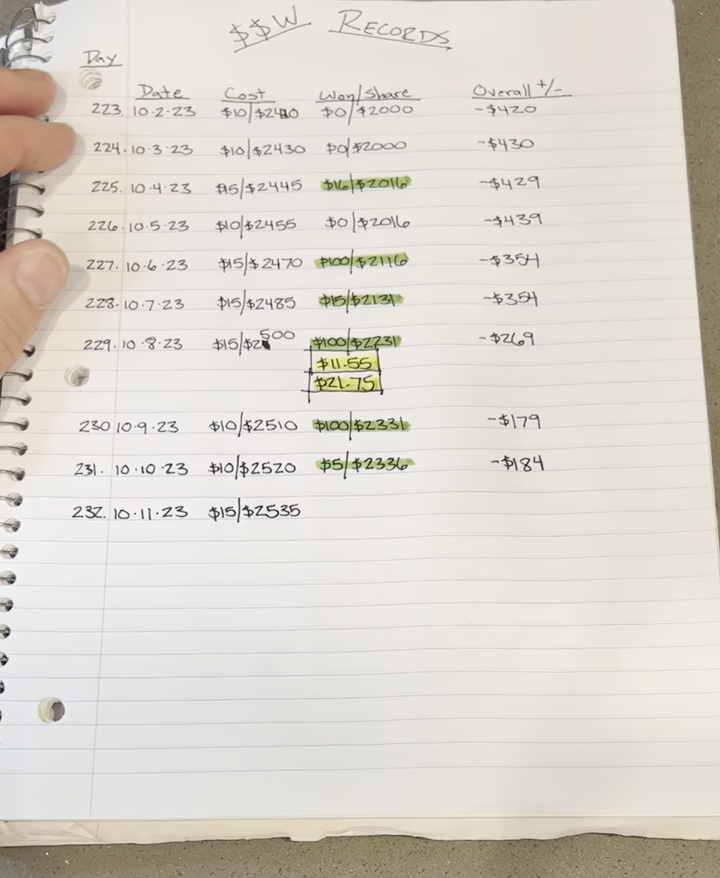 $$W RECORDS
Day
Date Cost Won/Share Overall +/-
223. 10·2·23 $10/$2420 $0/$2000 -$420
224. 10·3·23 $10/$2430 $0/$2000 -$430
225. 10·4·23 $15/$2445 $16/$2016 -$429
226. 10·5·23 $10/$2455 $0/$2016 -$439
227. 10·6·23 $15/$2470 $100/$2116 -$354
228. 10·7·23 $15/$2485 $15/$2131 -$354
229. 10·8·23 $15/$2500 $100/$2231 -$269
$11.55
$21.75
230 10·9·23 $10/$2510 $100/$2331 -$179
231. 10·10·23 $10/$2520 $5/$2336 -$184
232. 10·11·23 $15/$2535